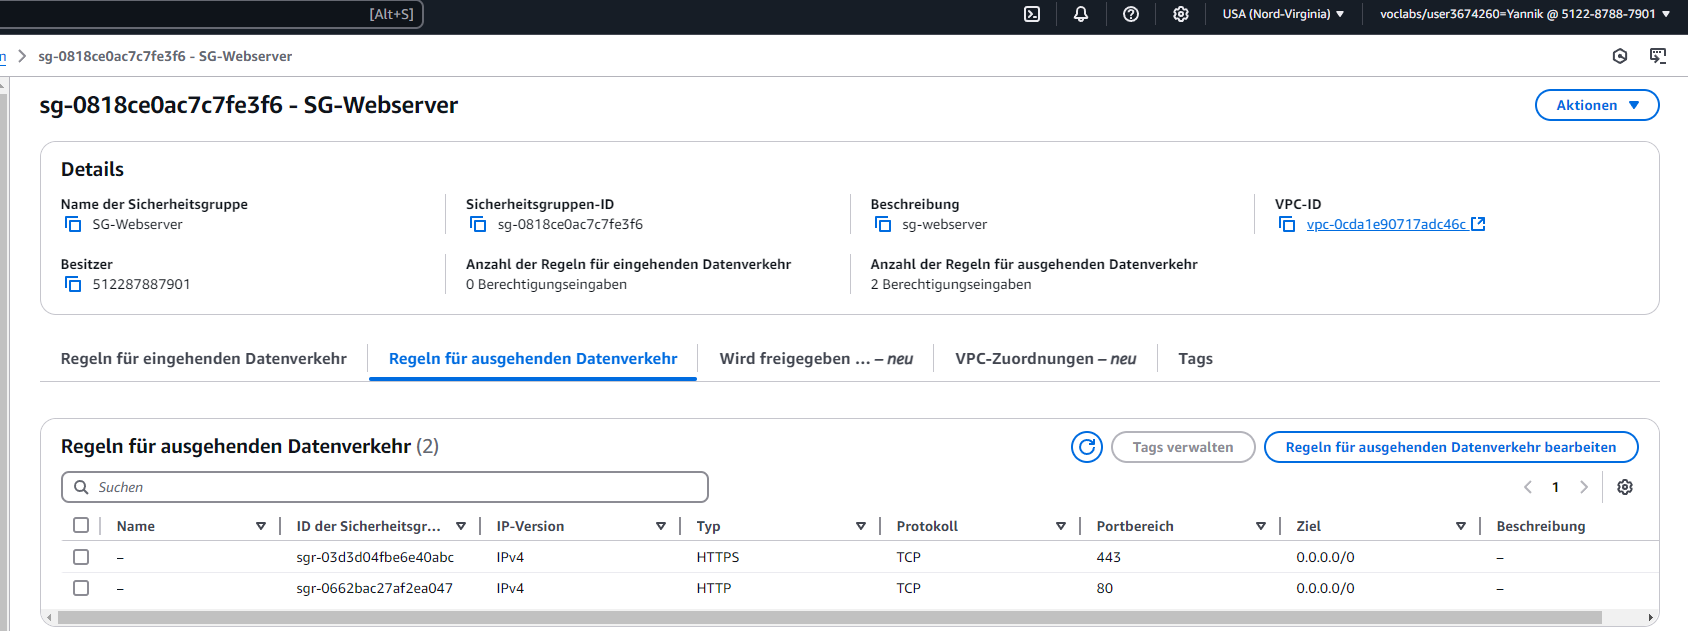 [Alt+S]
USA (Nord-Virginia)
voclabs/user3674260=Yannik @ 5122-8788-7901
n
sg-0818ce0ac7c7fe3f6 - SG-Webserver
sg-0818ce0ac7c7fe3f6 - SG-Webserver
Aktionen
Details
Name der Sicherheitsgruppe
SG-Webserver
Sicherheitsgruppen-ID
sg-0818ce0ac7c7fe3f6
Beschreibung
sg-webserver
VPC-ID
vpc-0cda1e90717adc46c
Besitzer
512287887901
Anzahl der Regeln für eingehenden Datenverkehr
0 Berechtigungseingaben
Anzahl der Regeln für ausgehenden Datenverkehr
2 Berechtigungseingaben
Regeln für eingehenden Datenverkehr
Regeln für ausgehenden Datenverkehr
Wird freigegeben ... – neu
VPC-Zuordnungen – neu
Tags
Regeln für ausgehenden Datenverkehr (2)
Tags verwalten
Regeln für ausgehenden Datenverkehr bearbeiten
Suchen
1
Name ID der Sicherheitsgr... IP-Version Typ Protokoll Portbereich Ziel Beschreibung
– sgr-03d3d04fbe6e40abc IPv4 HTTPS TCP 443 0.0.0.0/0 –
– sgr-0662bac27af2ea047 IPv4 HTTP TCP 80 0.0.0.0/0 –